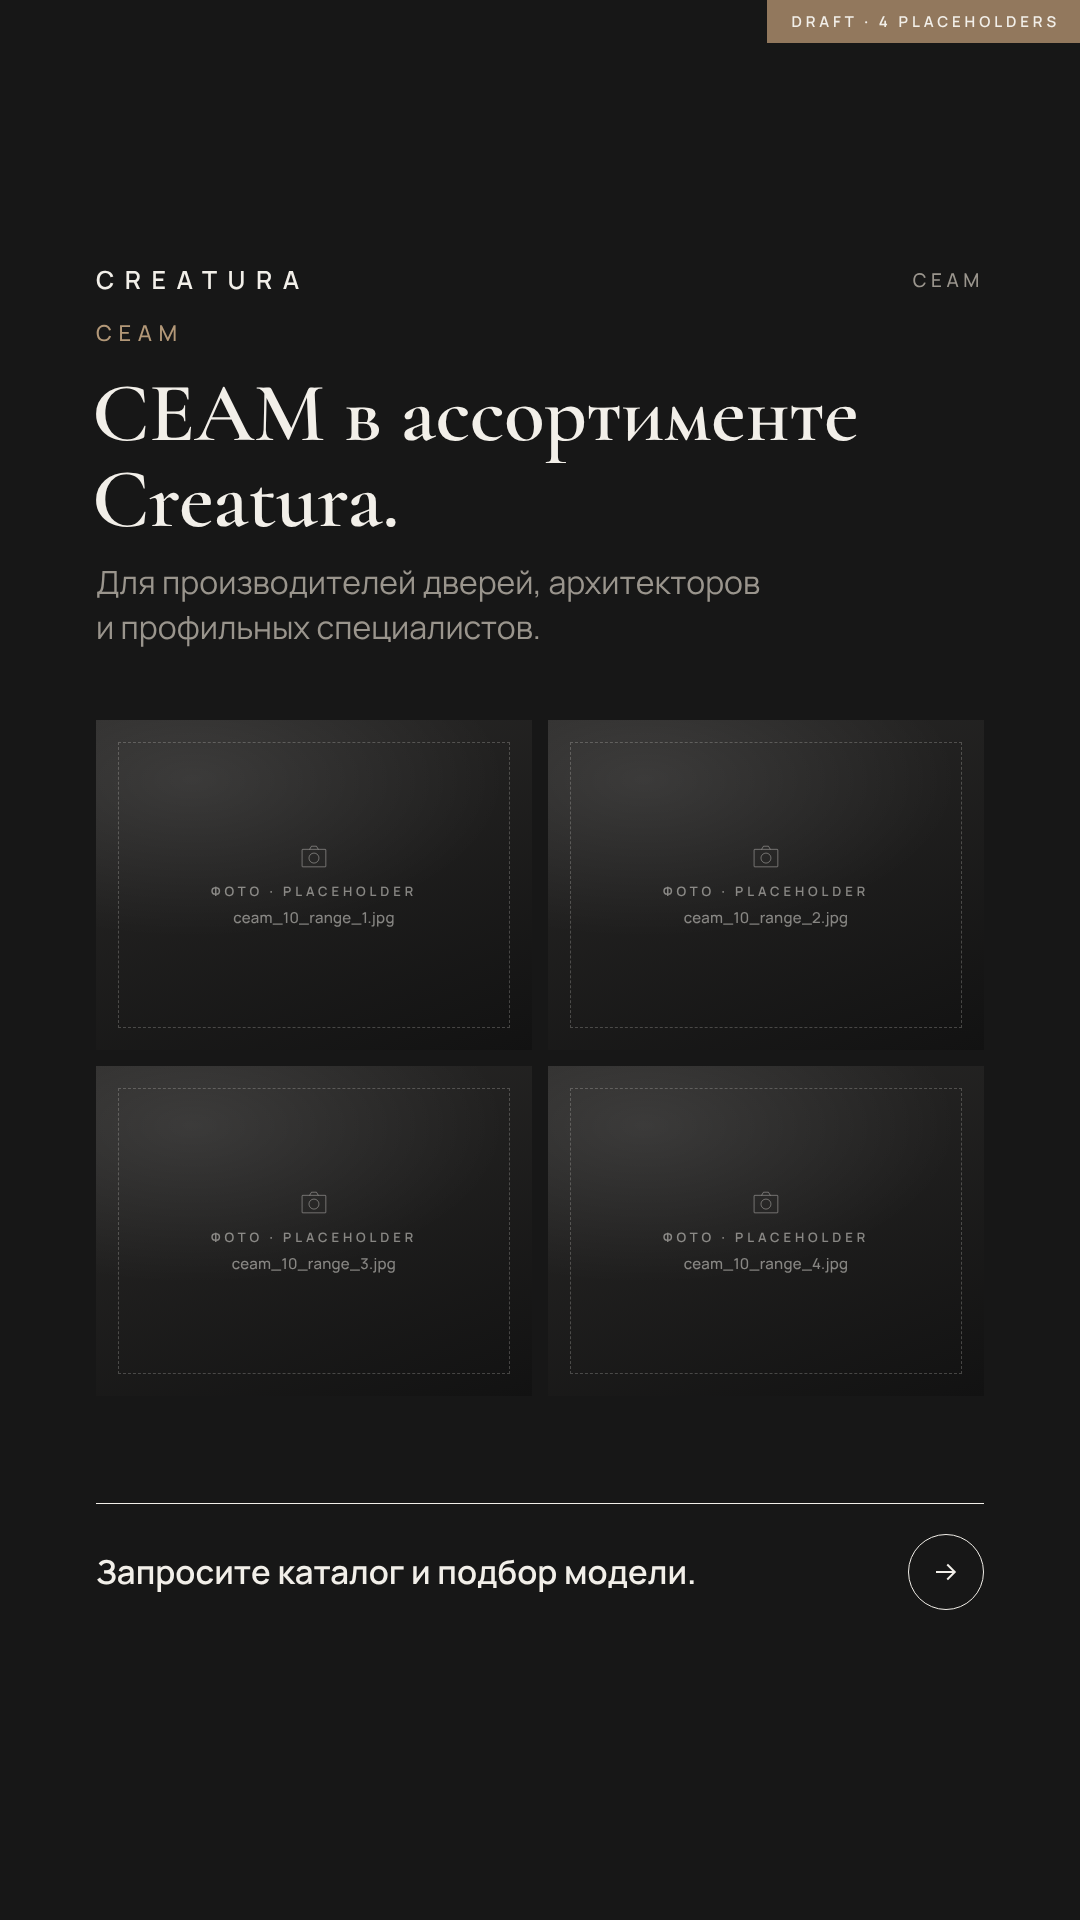 DRAFT · 4 PLACEHOLDERS
CREATURA
CEAM
CEAM
CEAM в ассортименте
Creatura.
Для производителей дверей, архитекторов
и профильных специалистов.
ФОТО · PLACEHOLDER
ceam_10_range_1.jpg
ФОТО · PLACEHOLDER
ceam_10_range_2.jpg
ФОТО · PLACEHOLDER
ceam_10_range_3.jpg
ФОТО · PLACEHOLDER
ceam_10_range_4.jpg
Запросите каталог и подбор модели.